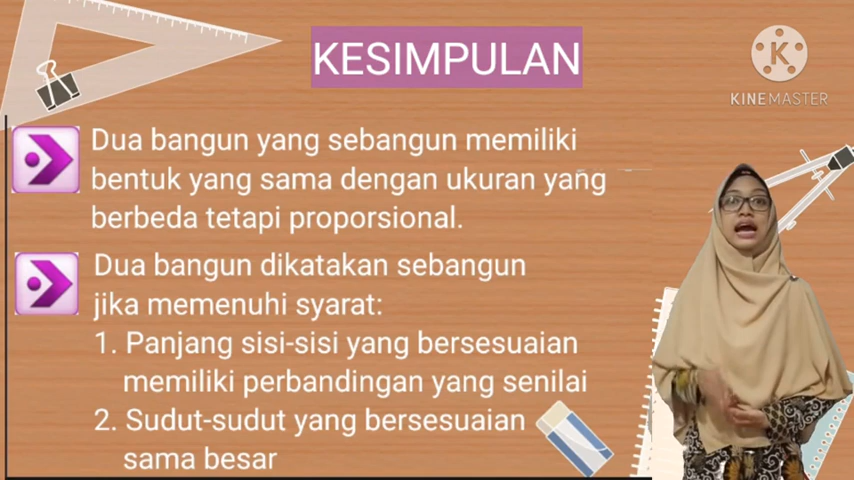 KESIMPULAN
K
KINEMASTER
Dua bangun yang sebangun memiliki
bentuk yang sama dengan ukuran yang
berbeda tetapi proporsional.
Dua bangun dikatakan sebangun
jika memenuhi syarat:
1. Panjang sisi-sisi yang bersesuaian
memiliki perbandingan yang senilai
2. Sudut-sudut yang bersesuaian
sama besar